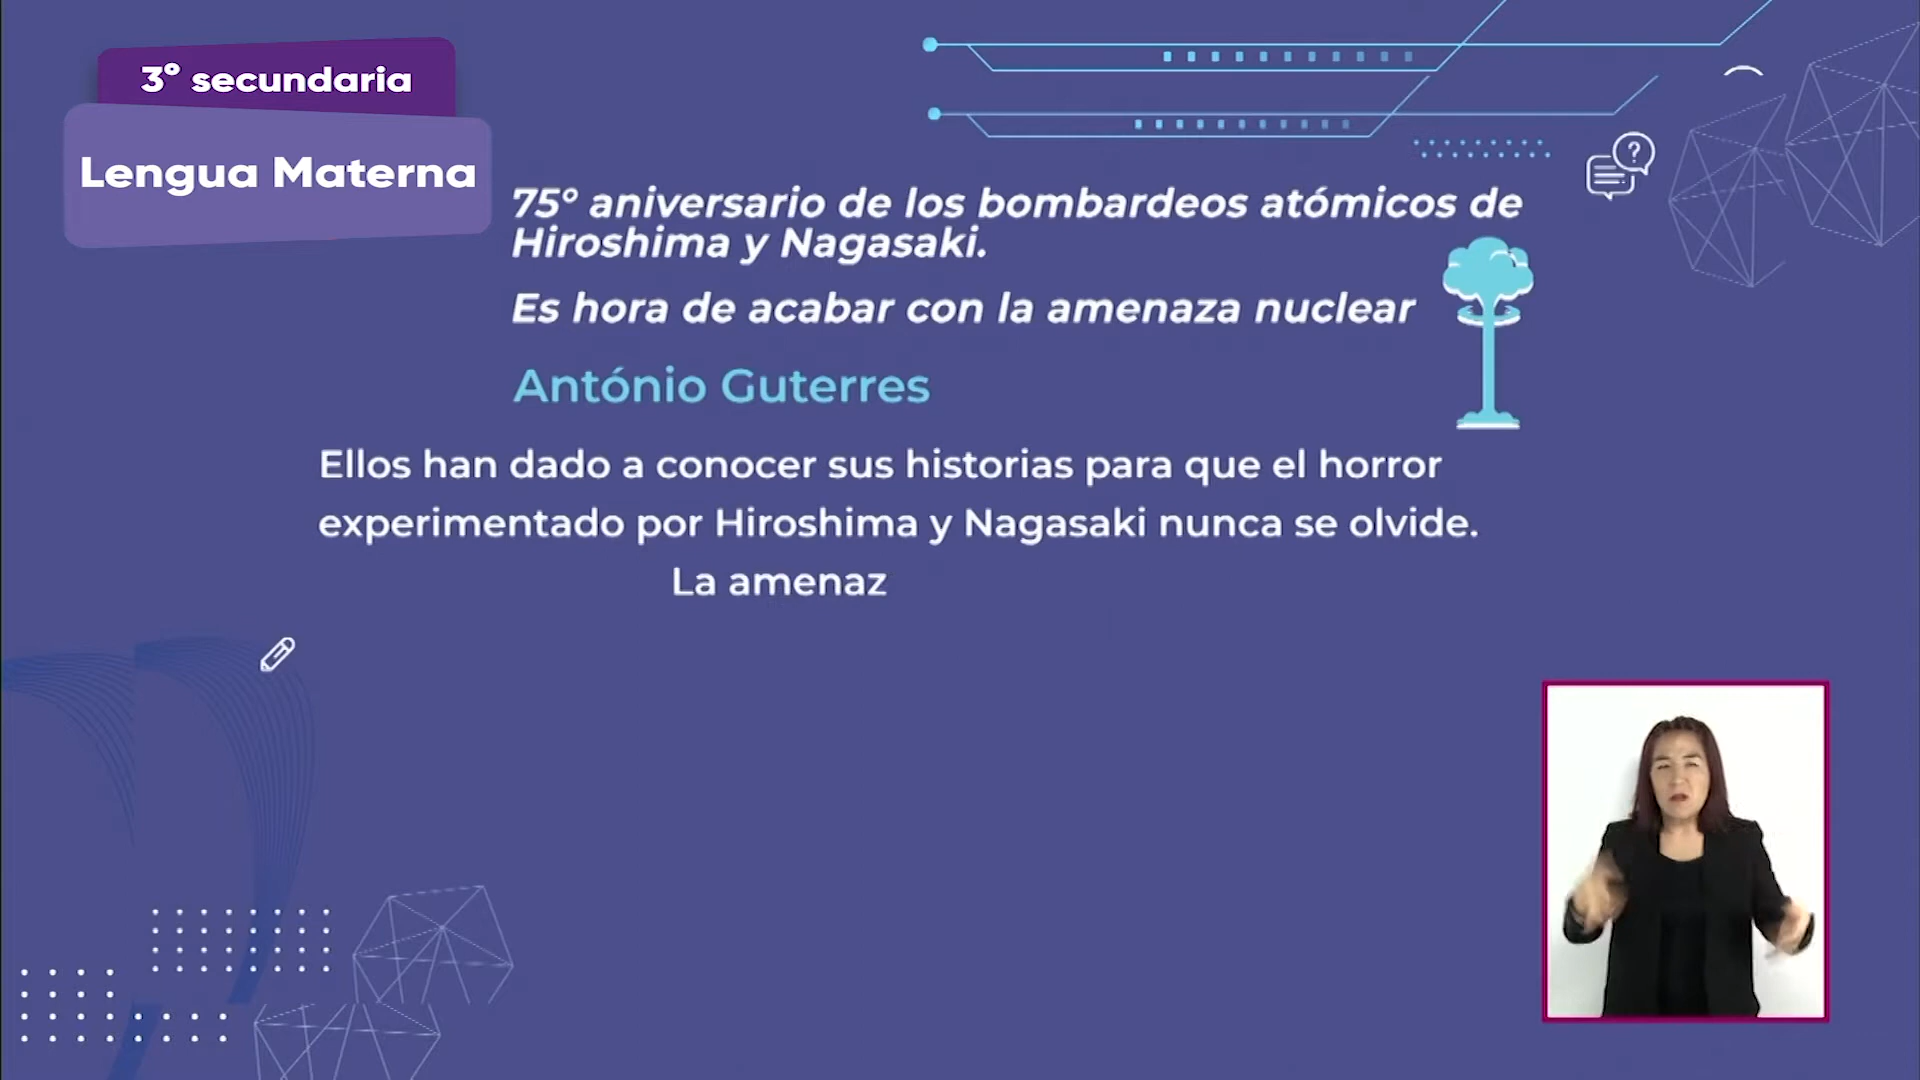 3º secundaria
Lengua Materna
75º aniversario de los bombardeos atómicos de
Hiroshima y Nagasaki.
Es hora de acabar con la amenaza nuclear
António Guterres
Ellos han dado a conocer sus historias para que el horror
experimentado por Hiroshima y Nagasaki nunca se olvide.
La amenaz
?